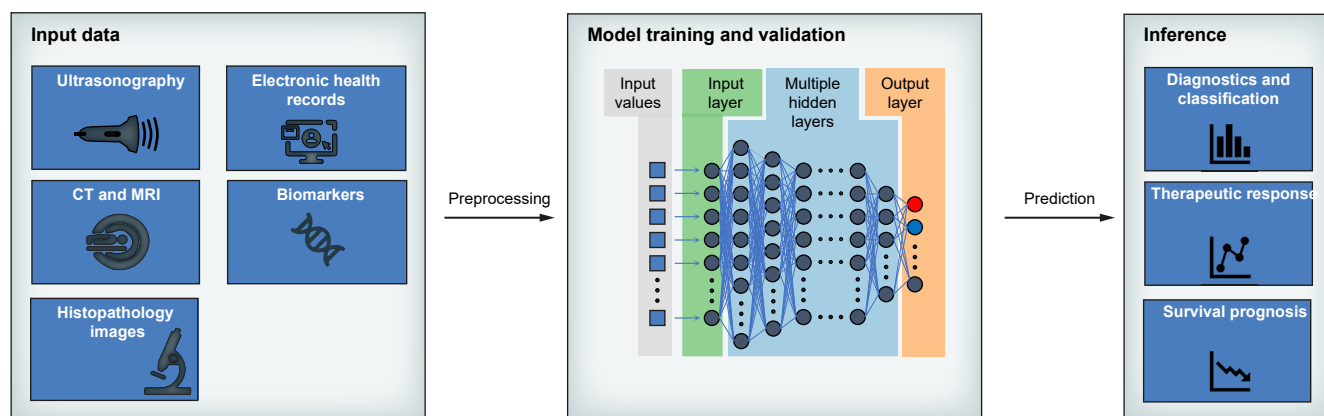 Input data
Ultrasonography
Electronic health
records
CT and MRI
Biomarkers
Histopathology
images
Preprocessing
Model training and validation
Input
values
Input
layer
Multiple
hidden
layers
Output
layer
Prediction
Inference
Diagnostics and
classification
Therapeutic response
Survival prognosis